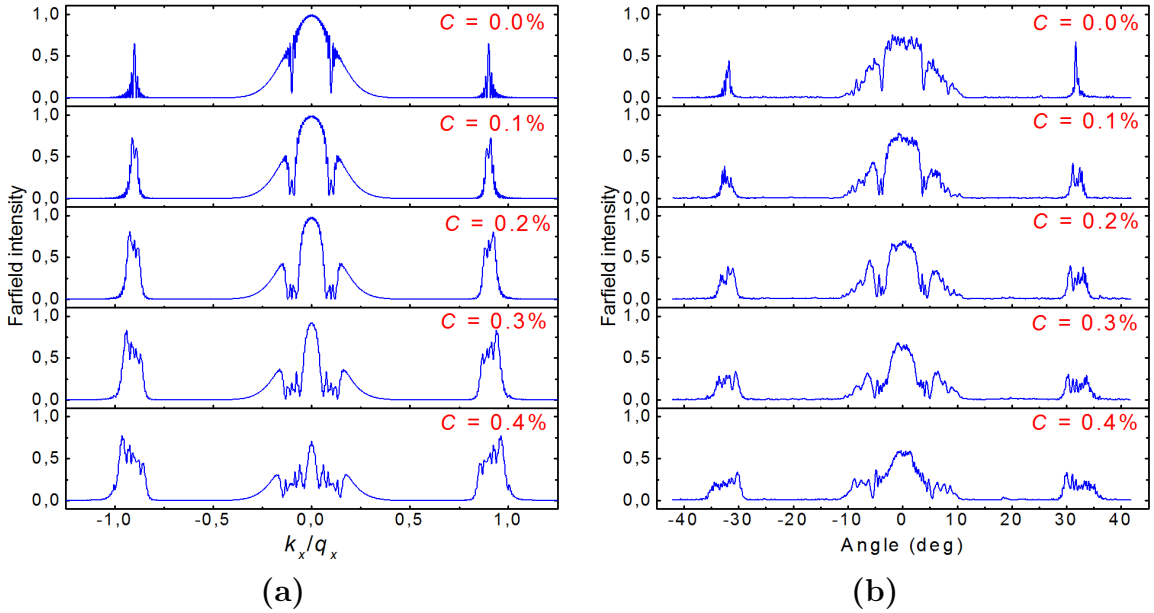 C = 0.0%
1,0
0,5
0,0
C = 0.1%
1,0
0,5
0,0
C = 0.2%
1,0
0,5
0,0
C = 0.3%
1,0
0,5
0,0
C = 0.4%
1,0
0,5
0,0
Farfield intensity
-1,0 -0,5 0,0 0,5 1,0
k_x/q_x
(a)
C = 0.0%
1,0
0,5
0,0
C = 0.1%
1,0
0,5
0,0
C = 0.2%
1,0
0,5
0,0
C = 0.3%
1,0
0,5
0,0
C = 0.4%
1,0
0,5
0,0
Farfield intensity
-40 -30 -20 -10 0 10 20 30 40
Angle (deg)
(b)